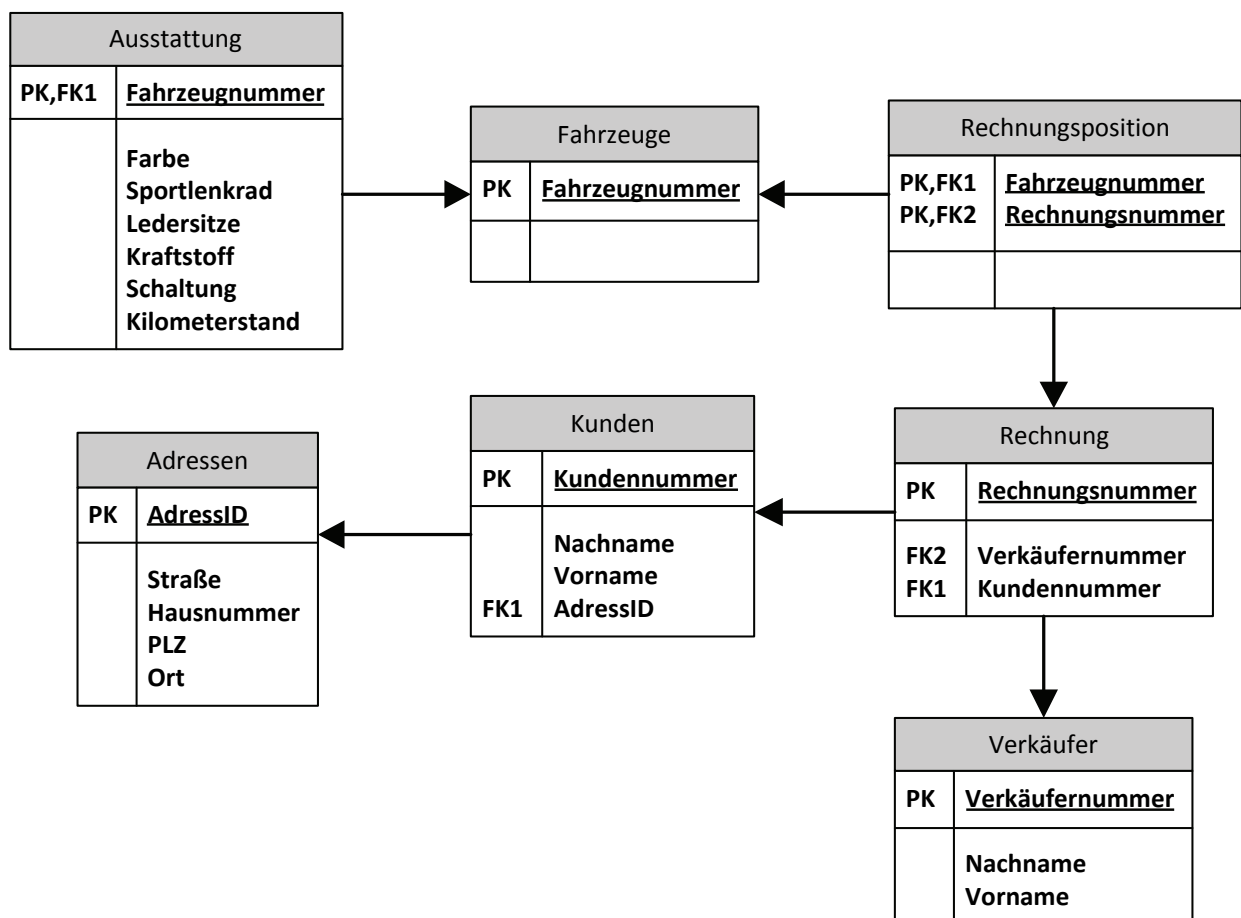 Ausstattung
PK,FK1 Fahrzeugnummer
Farbe
Sportlenkrad
Ledersitze
Kraftstoff
Schaltung
Kilometerstand
Fahrzeuge
PK Fahrzeugnummer
Rechnungsposition
PK,FK1 Fahrzeugnummer
PK,FK2 Rechnungsnummer
Adressen
PK AdressID
Straße
Hausnummer
PLZ
Ort
Kunden
PK Kundennummer
Nachname
Vorname
FK1 AdressID
Rechnung
PK Rechnungsnummer
FK2 Verkäufernummer
FK1 Kundennummer
Verkäufer
PK Verkäufernummer
Nachname
Vorname